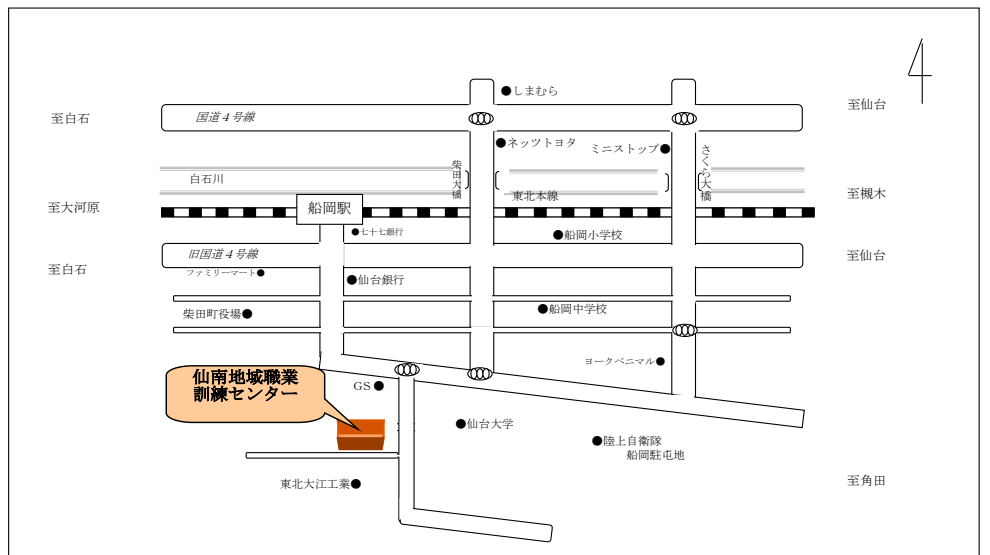 しまむら
至白石
国道４号線
至仙台
ネッツトヨタ
ミニストップ
柴田大橋
さくら大橋
白石川
東北本線
至大河原
船岡駅
至槻木
七十七銀行
船岡小学校
旧国道４号線
至白石
至仙台
ファミリーマート
仙台銀行
柴田町役場
船岡中学校
ヨークベニマル
仙南地域職業
訓練センター
GS
仙台大学
陸上自衛隊
船岡駐屯地
東北大江工業
至角田